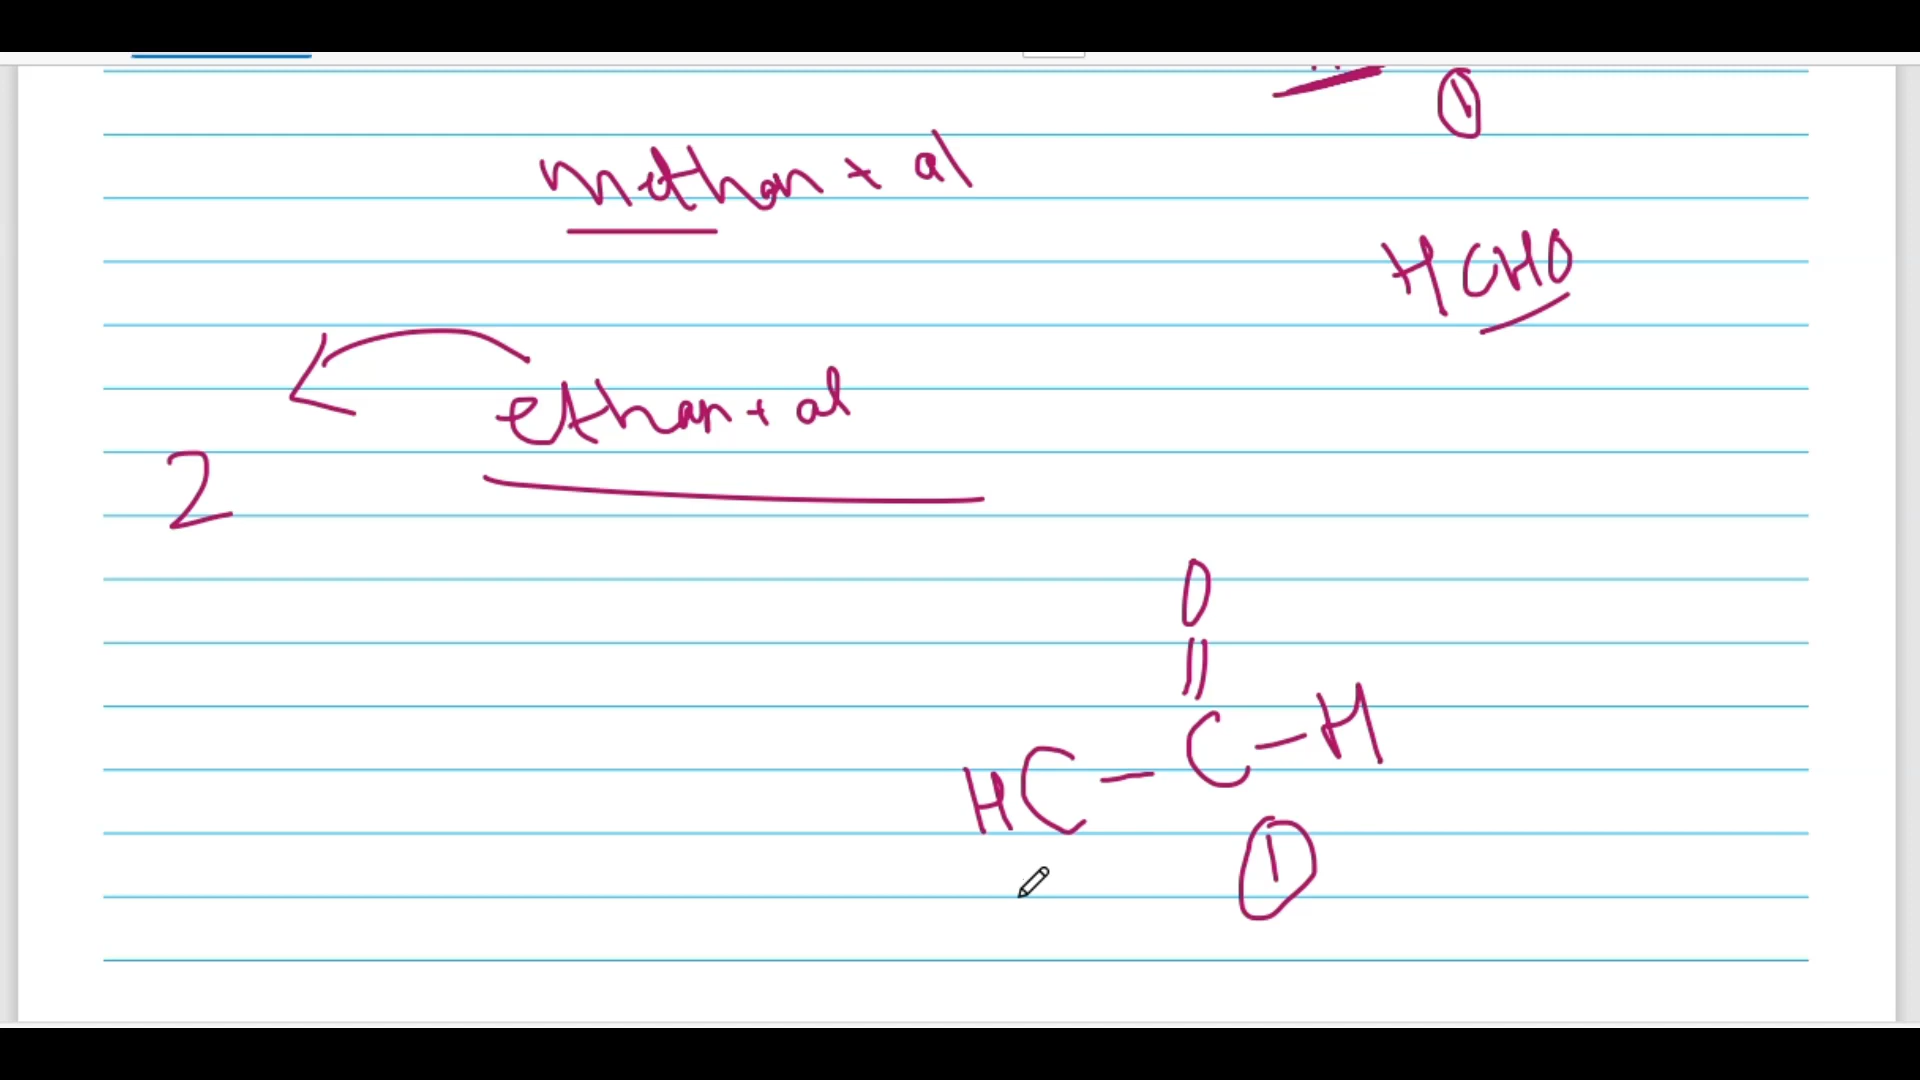 1
methan + al
HCHO
ethan + al
2
O
||
HC - C - H
1